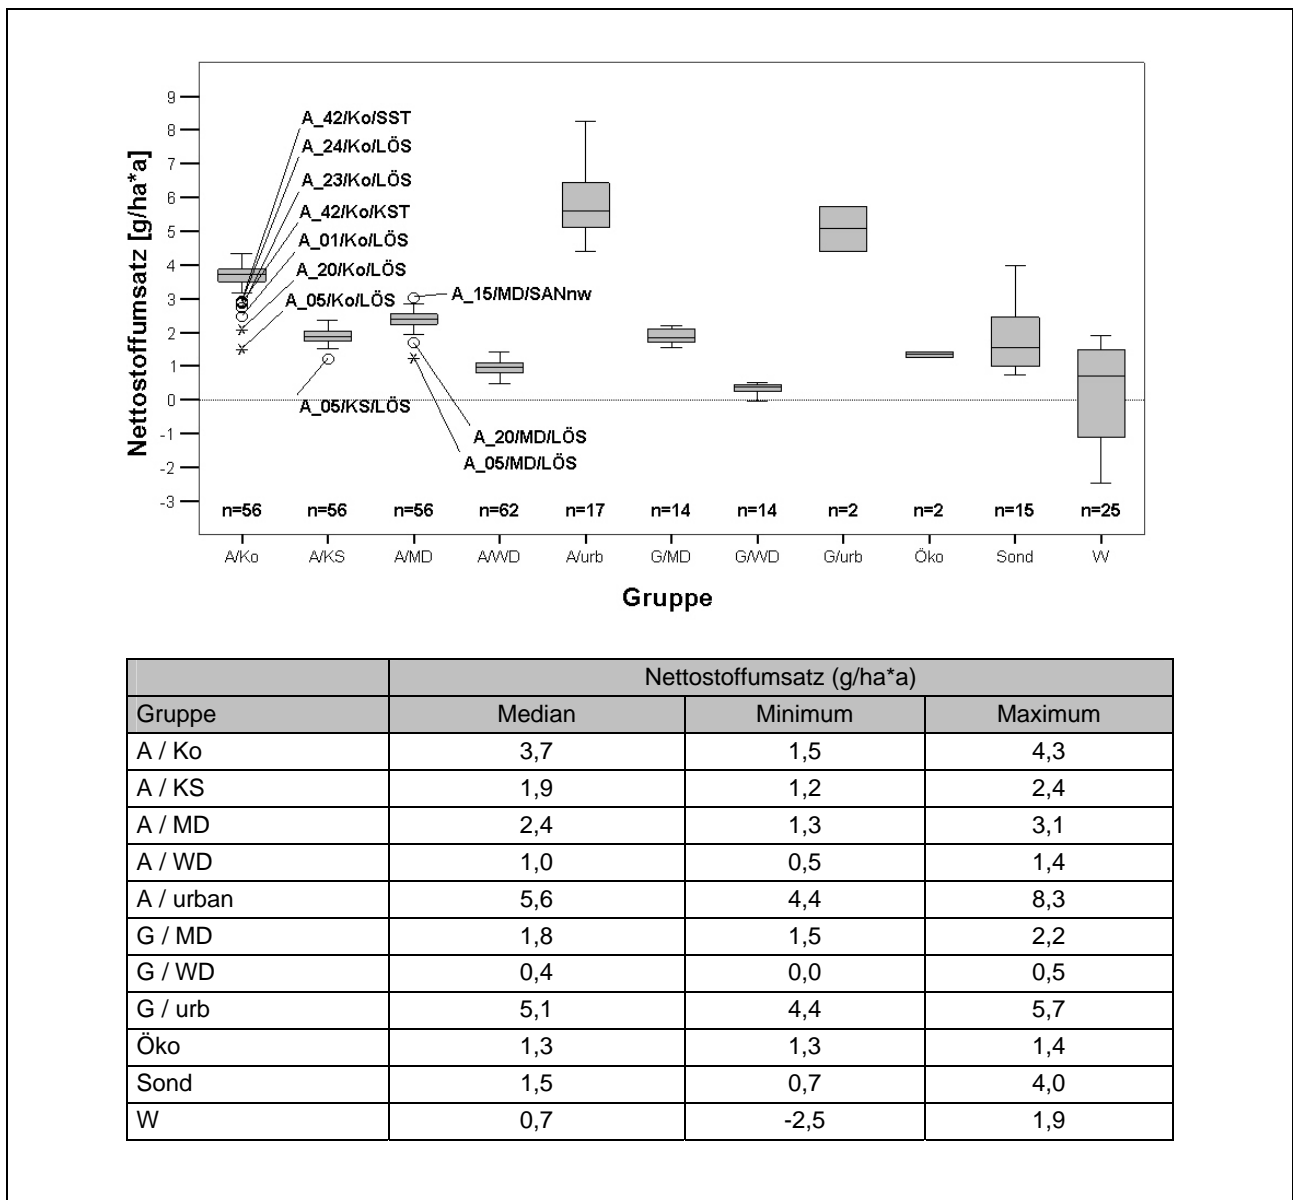 Nettostoffumsatz [g/ha*a]
9
8
7
6
5
4
3
2
1
0
-1
-2
-3
A_42/Ko/SST
A_24/Ko/LÖS
A_23/Ko/LÖS
A_42/Ko/KST
A_01/Ko/LÖS
A_20/Ko/LÖS
A_05/Ko/LÖS
A_15/MD/SANnw
A_05/KS/LÖS
A_20/MD/LÖS
A_05/MD/LÖS
n=56 n=56 n=56 n=62 n=17 n=14 n=14 n=2 n=2 n=15 n=25
A/Ko A/KS A/MD A/WD A/urb G/MD G/WD G/urb Öko Sond W
Gruppe
Nettostoffumsatz (g/ha*a)
Gruppe Median Minimum Maximum
A / Ko 3,7 1,5 4,3
A / KS 1,9 1,2 2,4
A / MD 2,4 1,3 3,1
A / WD 1,0 0,5 1,4
A / urban 5,6 4,4 8,3
G / MD 1,8 1,5 2,2
G / WD 0,4 0,0 0,5
G / urb 5,1 4,4 5,7
Öko 1,3 1,3 1,4
Sond 1,5 0,7 4,0
W 0,7 -2,5 1,9